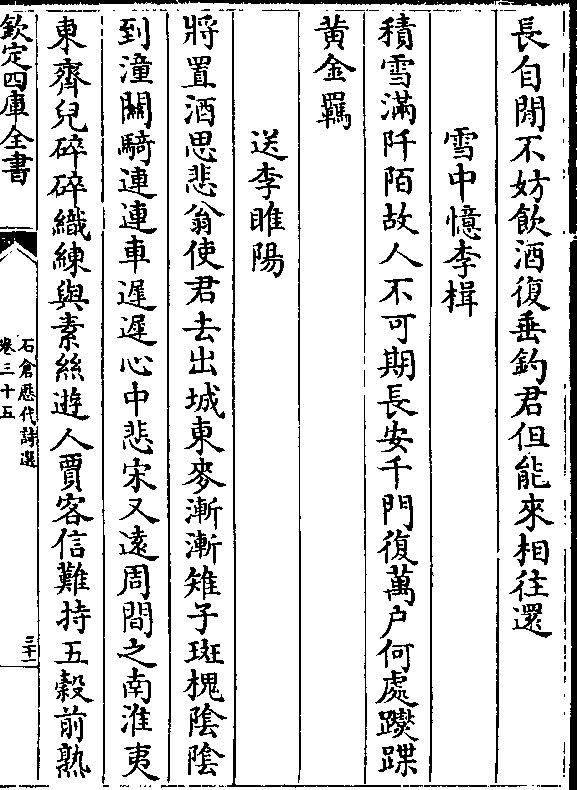 長自閒不妨飲酒復垂釣君但能來相往還
雪中憶李楫
積雪滿阡陌故人不可期長安千門復萬户何處躞蹀
黄金羈
送李睢陽
將置酒思悲翁使君去出城東麥漸漸雉子斑槐陰陰
到潼關騎連連車遲遲心中悲宋又逺周間之南淮夷
東齊兒碎碎織練與素絲遊人賈客信難持五榖前熟
欽定四庫全書
石倉歷代詩選
卷三十五
三十二